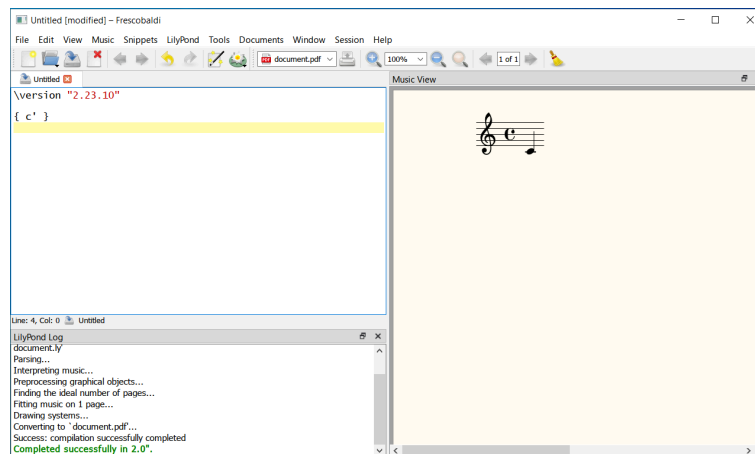 Untitled [modified] – Frescobaldi
File Edit View Music Snippets LilyPond Tools Documents Window Session Help
PDF document.pdf 100% 1 of 1
Untitled
Music View
\version "2.23.10"
{ c' }
Line: 4, Col: 0 Untitled
LilyPond Log
document.ly'
Parsing...
Interpreting music...
Preprocessing graphical objects...
Finding the ideal number of pages...
Fitting music on 1 page...
Drawing systems...
Converting to `document.pdf'...
Success: compilation successfully completed
Completed successfully in 2.0".